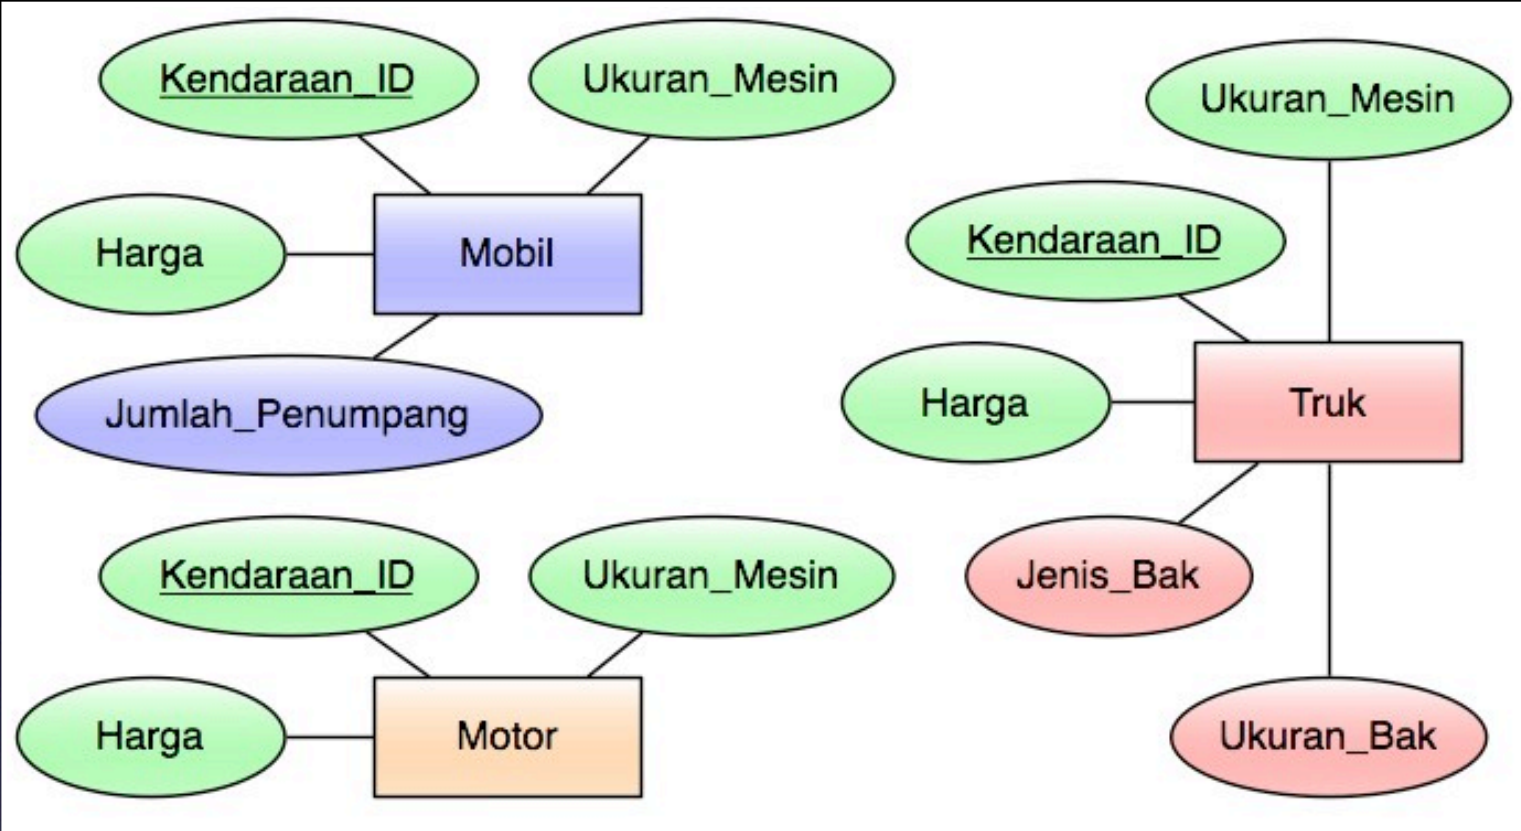 Kendaraan_ID
Ukuran_Mesin
Harga
Mobil
Jumlah_Penumpang
Kendaraan_ID
Ukuran_Mesin
Harga
Motor
Ukuran_Mesin
Kendaraan_ID
Harga
Truk
Jenis_Bak
Ukuran_Bak